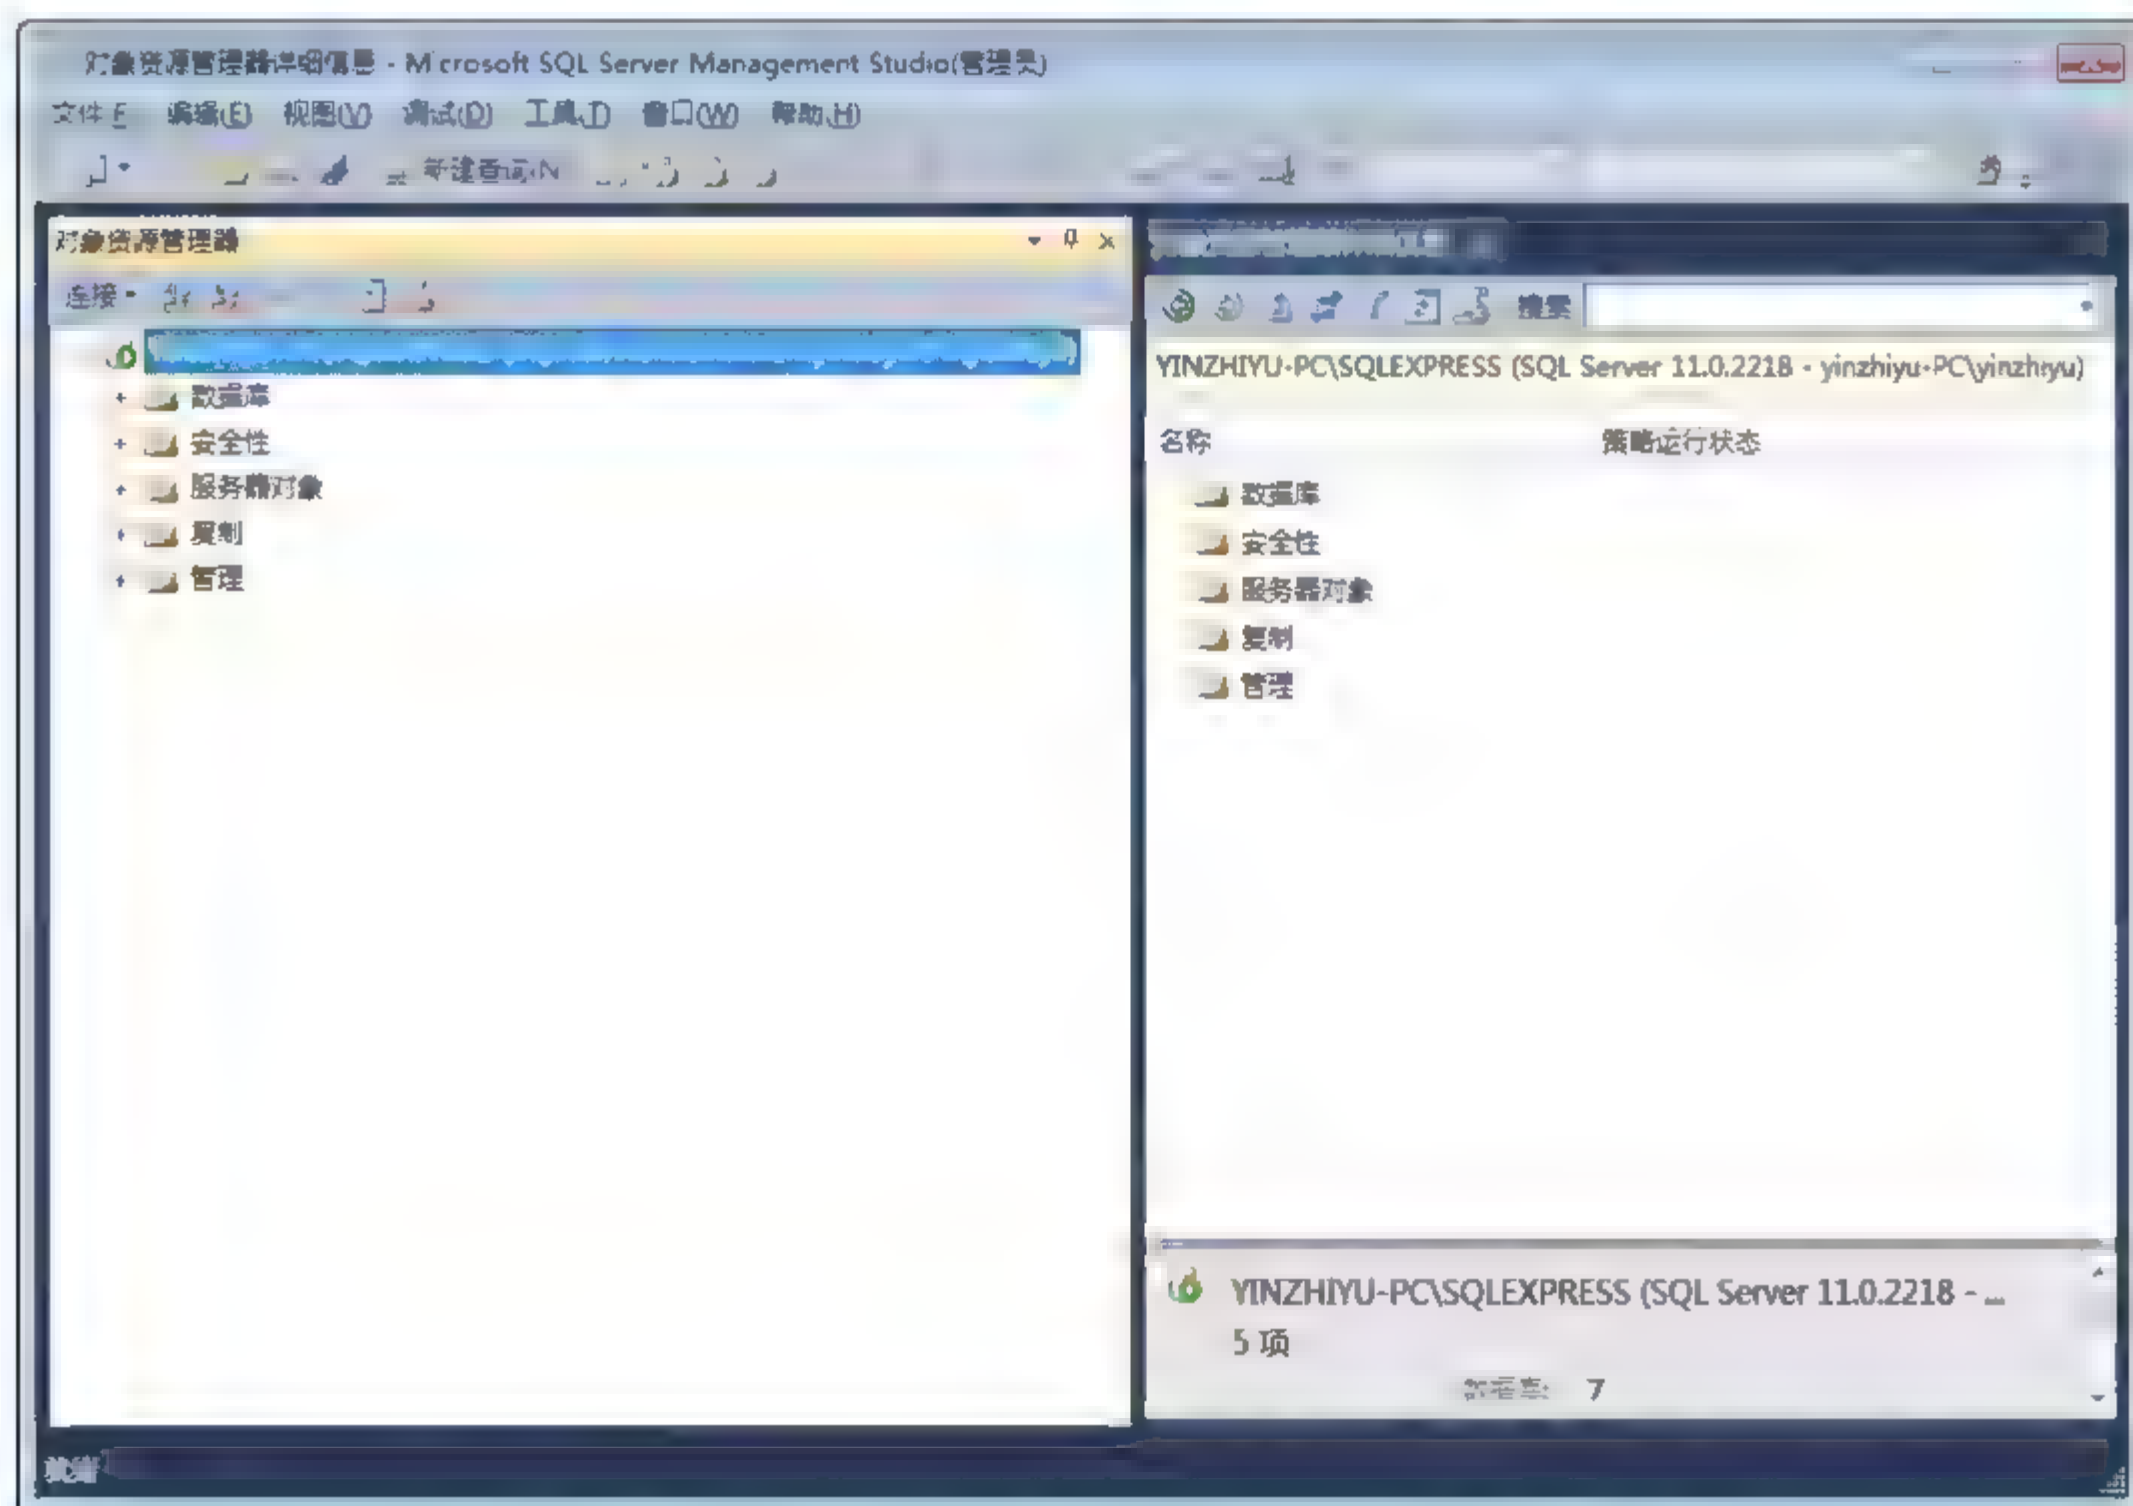 对象资源管理器详细信息 - Microsoft SQL Server Management Studio(管理员)
文件(F) 编辑(E) 视图(V) 调试(D) 工具(T) 窗口(W) 帮助(H)
新建查询(N)
对象资源管理器
连接
数据库
安全性
服务器对象
复制
管理
搜索
YINZHIYU-PC\SQLEXPRESS (SQL Server 11.0.2218 - yinzhiyu-PC\yinzhiyu)
名称 策略运行状态
数据库
安全性
服务器对象
复制
管理
YINZHIYU-PC\SQLEXPRESS (SQL Server 11.0.2218 - ...
5 项
数据库: 7
就绪